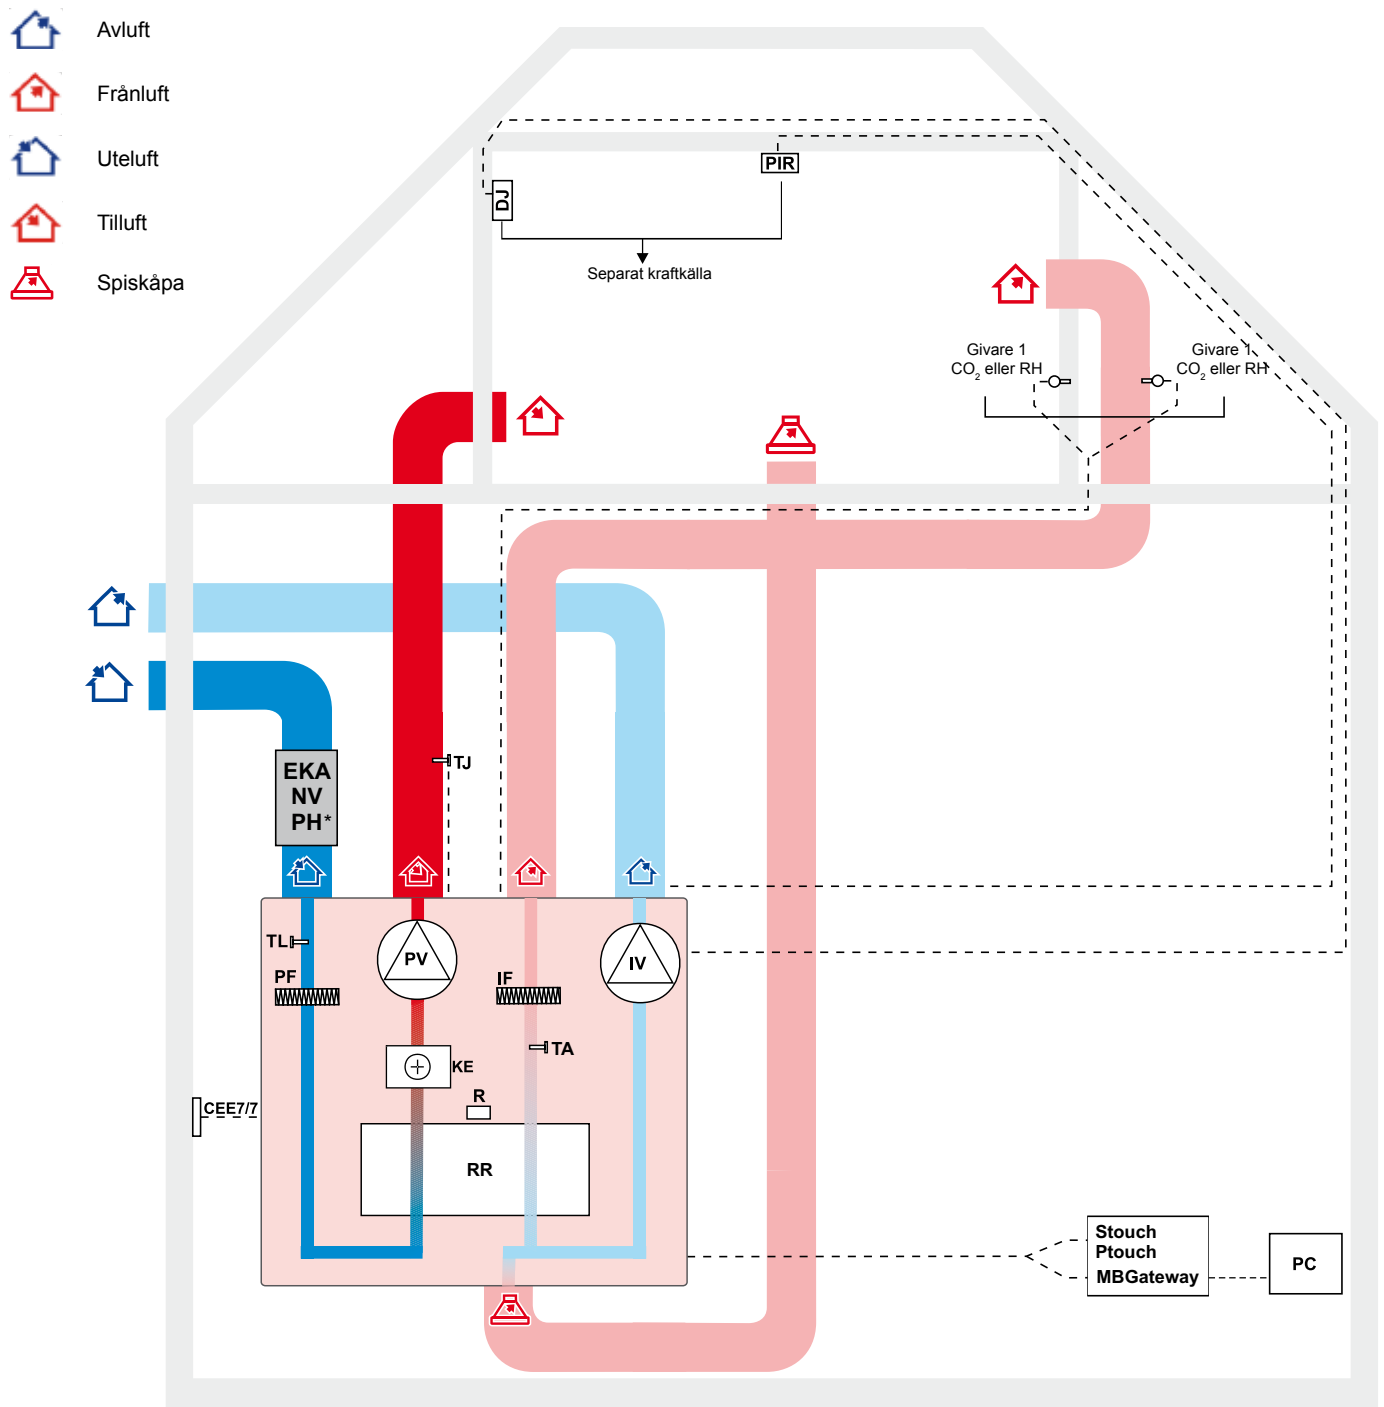 Avluft
Frånluft
Uteluft
Tilluft
Spiskåpa
PIR
DJ
Separat kraftkälla
Givare 1
CO2 eller RH
Givare 1
CO2 eller RH
TJ
EKA
NV
PH*
TL
PV
IV
PF
IF
TA
KE
R
CEE7/7
RR
Stouch
Ptouch
MBGateway
PC